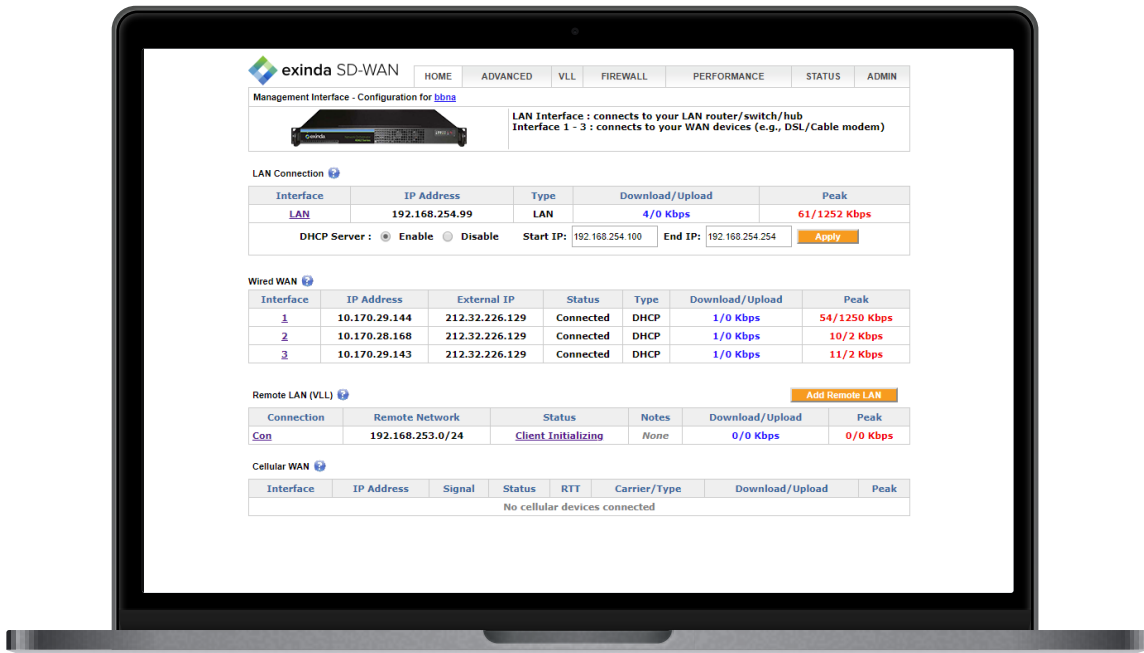 exinda SD-WAN
HOME ADVANCED VLL FIREWALL PERFORMANCE STATUS ADMIN
Management Interface - Configuration for bbna
exinda
LAN Interface : connects to your LAN router/switch/hub
Interface 1 - 3 : connects to your WAN devices (e.g., DSL/Cable modem)
LAN Connection ?
Interface IP Address Type Download/Upload Peak
LAN 192.168.254.99 LAN 4/0 Kbps 61/1252 Kbps
DHCP Server : Enable Disable Start IP: 192.168.254.100 End IP: 192.168.254.254 Apply
Wired WAN ?
Interface IP Address External IP Status Type Download/Upload Peak
1 10.170.29.144 212.32.226.129 Connected DHCP 1/0 Kbps 54/1250 Kbps
2 10.170.28.168 212.32.226.129 Connected DHCP 1/0 Kbps 10/2 Kbps
3 10.170.29.143 212.32.226.129 Connected DHCP 1/0 Kbps 11/2 Kbps
Remote LAN (VLL) ? Add Remote LAN
Connection Remote Network Status Notes Download/Upload Peak
Con 192.168.253.0/24 Client Initializing None 0/0 Kbps 0/0 Kbps
Cellular WAN ?
Interface IP Address Signal Status RTT Carrier/Type Download/Upload Peak
No cellular devices connected